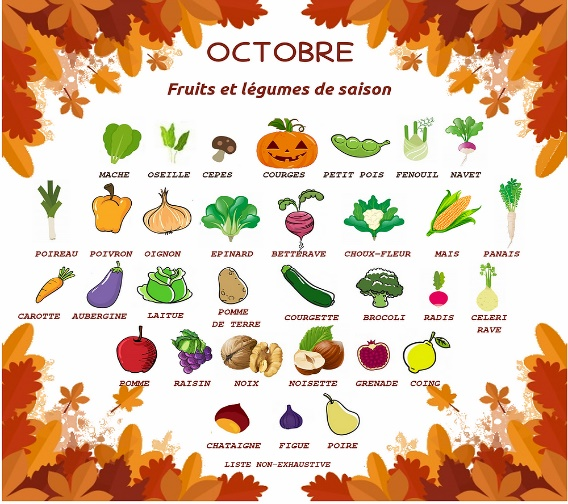 OCTOBRE
Fruits et légumes de saison
MACHE OSEILLE CEPES COURGES PETIT POIS FENOUIL NAVET
POIREAU POIVRON OIGNON EPINARD BETTERAVE CHOUX-FLEUR MAIS PANAIS
CAROTTE AUBERGINE LAITUE POMME DE TERRE COURGETTE BROCOLI RADIS CELERI RAVE
POMME RAISIN NOIX NOISETTE GRENADE COING
CHATAIGNE FIGUE POIRE
LISTE NON-EXHAUSTIVE